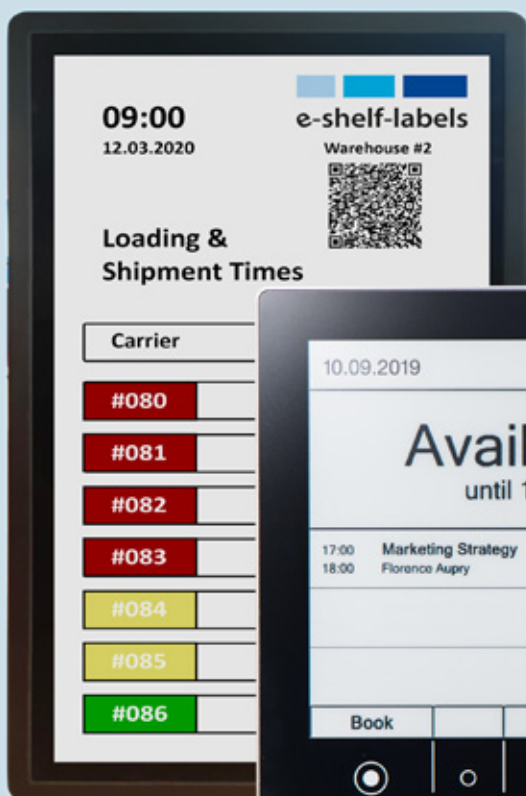 09:00
12.03.2020
e-shelf-labels
Warehouse #2
Loading &
Shipment Times
Carrier
#080
#081
#082
#083
#084
#085
#086
10.09.2019
Avail
until 1
17:00 Marketing Strategy
18:00 Florence Aupry
Book